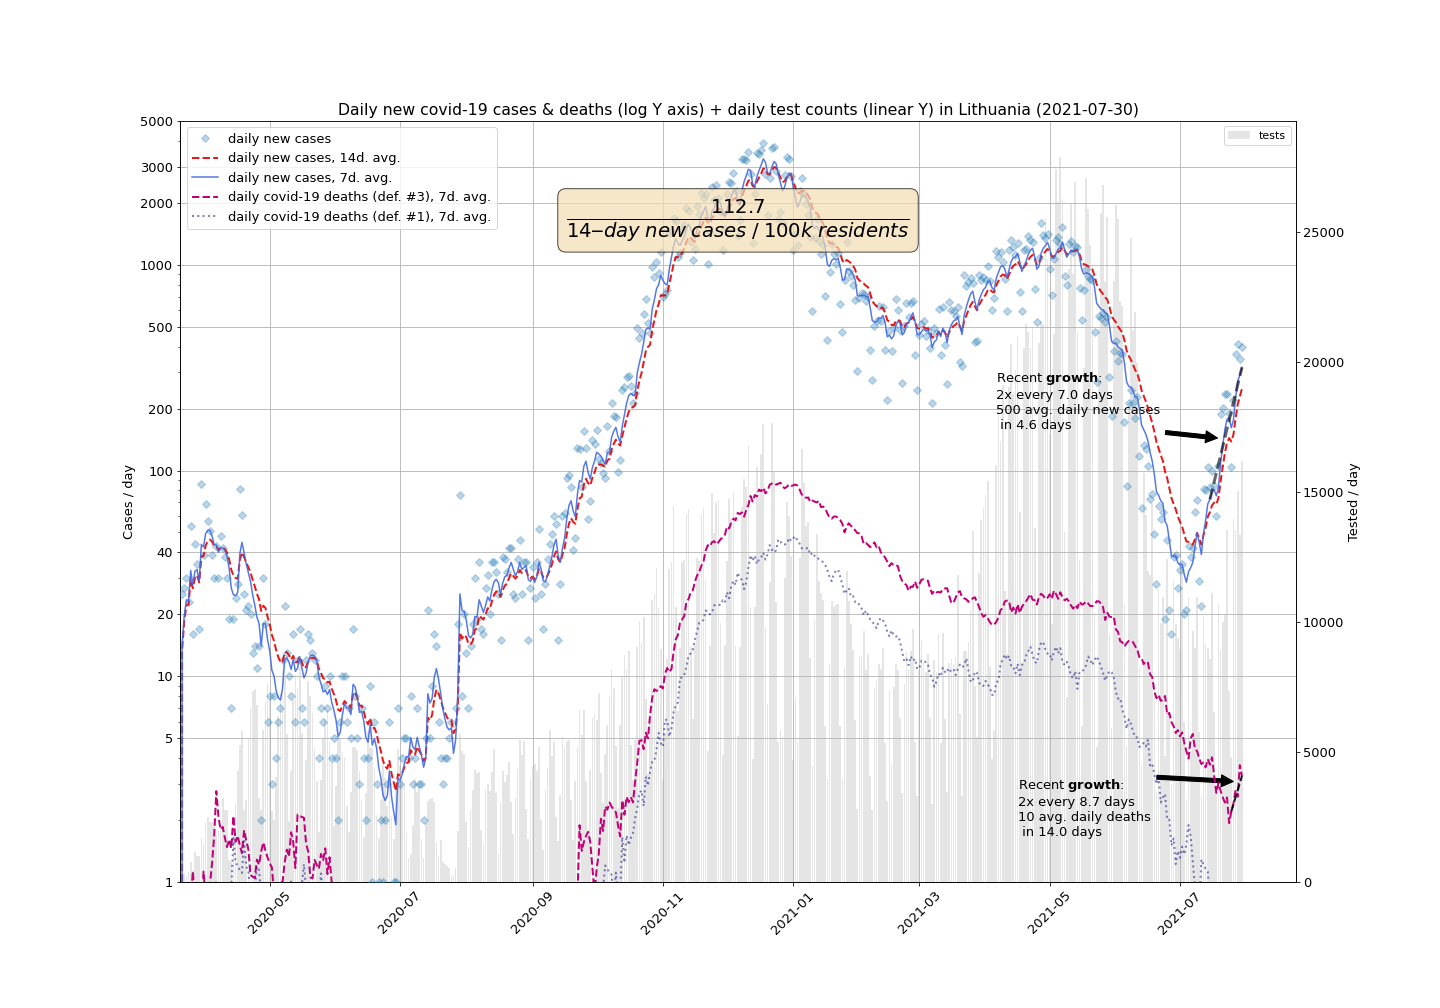 Daily new covid-19 cases & deaths (log Y axis) + daily test counts (linear Y) in Lithuania (2021-07-30)
daily new cases
daily new cases, 14d. avg.
daily new cases, 7d. avg.
daily covid-19 deaths (def. #3), 7d. avg.
daily covid-19 deaths (def. #1), 7d. avg.
tests
112.7
14–day new cases / 100k residents
Recent growth:
2x every 7.0 days
500 avg. daily new cases
in 4.6 days
Recent growth:
2x every 8.7 days
10 avg. daily deaths
in 14.0 days
Cases / day
5000
3000
2000
1000
500
200
100
40
20
10
5
1
Tested / day
25000
20000
15000
10000
5000
0
2020-05
2020-07
2020-09
2020-11
2021-01
2021-03
2021-05
2021-07